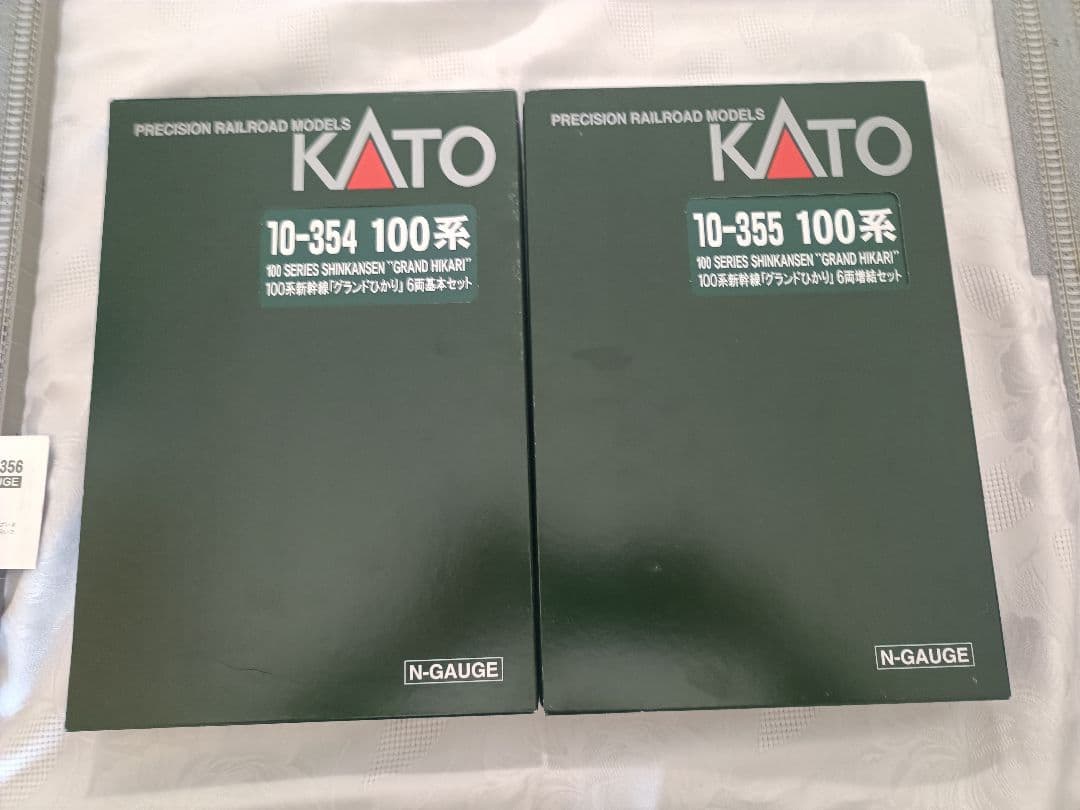 PRECISION RAILROAD MODELS
KATO
10-354 100系
100 SERIES SHINKANSEN "GRAND HIKARI"
100系新幹線「グランドひかり」6両基本セット
N-GAUGE
PRECISION RAILROAD MODELS
KATO
10-355 100系
100 SERIES SHINKANSEN "GRAND HIKARI"
100系新幹線「グランドひかり」6両増結セット
N-GAUGE
356
UGE